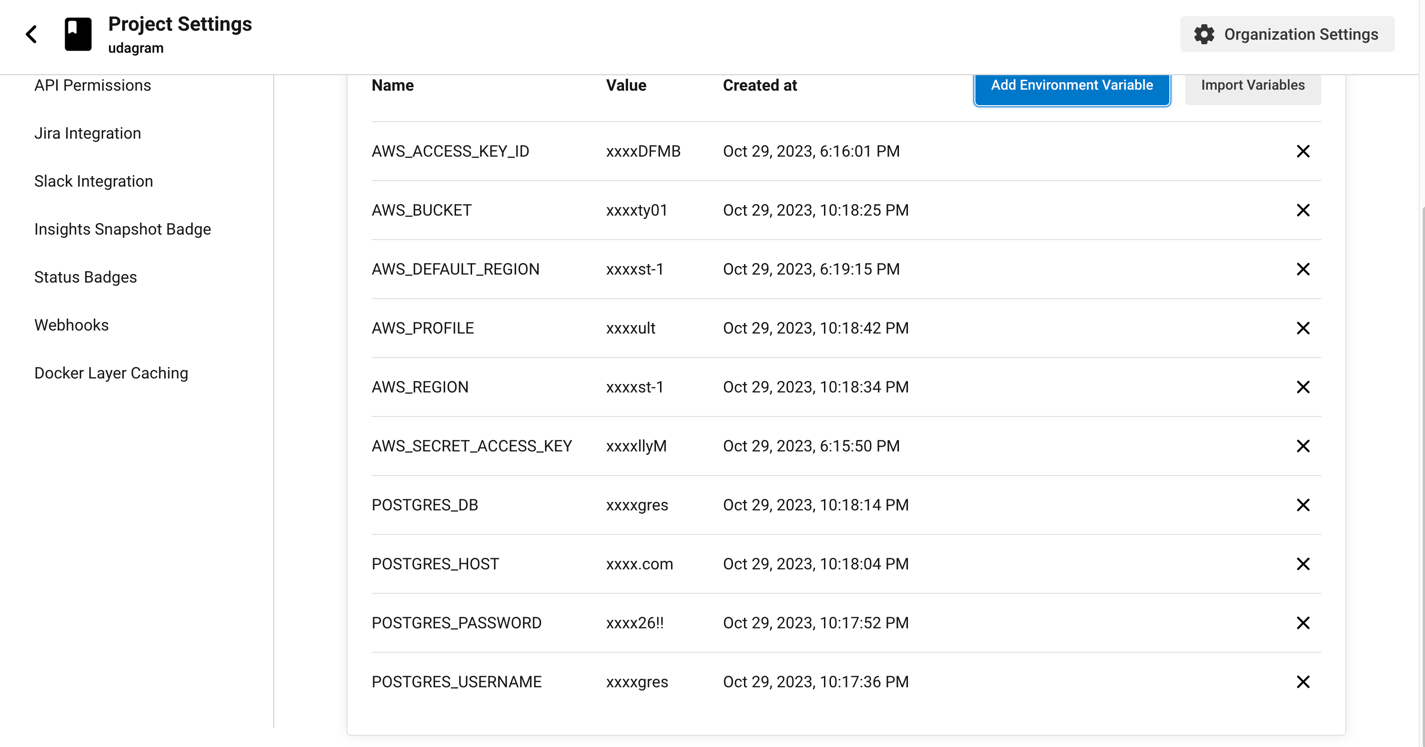 Project Settings
udagram
Organization Settings
API Permissions
Jira Integration
Slack Integration
Insights Snapshot Badge
Status Badges
Webhooks
Docker Layer Caching
Name Value Created at Add Environment Variable Import Variables
AWS_ACCESS_KEY_ID xxxxDFMB Oct 29, 2023, 6:16:01 PM
AWS_BUCKET xxxxty01 Oct 29, 2023, 10:18:25 PM
AWS_DEFAULT_REGION xxxxst-1 Oct 29, 2023, 6:19:15 PM
AWS_PROFILE xxxxult Oct 29, 2023, 10:18:42 PM
AWS_REGION xxxxst-1 Oct 29, 2023, 10:18:34 PM
AWS_SECRET_ACCESS_KEY xxxxllyM Oct 29, 2023, 6:15:50 PM
POSTGRES_DB xxxxgres Oct 29, 2023, 10:18:14 PM
POSTGRES_HOST xxxx.com Oct 29, 2023, 10:18:04 PM
POSTGRES_PASSWORD xxxx26!! Oct 29, 2023, 10:17:52 PM
POSTGRES_USERNAME xxxxgres Oct 29, 2023, 10:17:36 PM